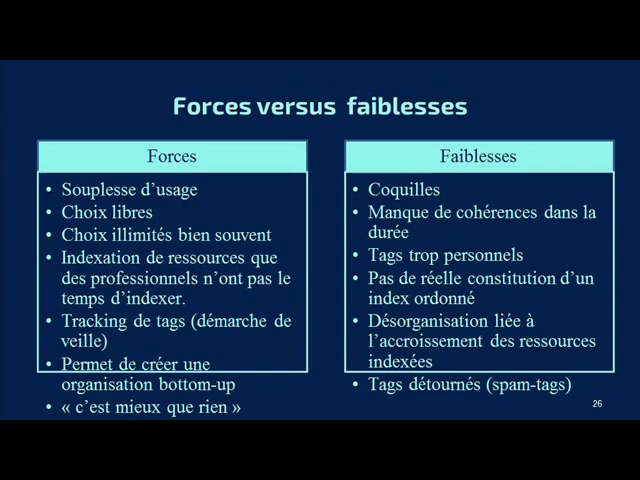 Forces versus faiblesses
Forces
• Souplesse d’usage
• Choix libres
• Choix illimités bien souvent
• Indexation de ressources que
des professionnels n’ont pas le
temps d’indexer.
• Tracking de tags (démarche de
veille)
• Permet de créer une
organisation bottom-up
• « c’est mieux que rien »
Faiblesses
• Coquilles
• Manque de cohérences dans la
durée
• Tags trop personnels
• Pas de réelle constitution d’un
index ordonné
• Désorganisation liée à
l’accroissement des ressources
indexées
• Tags détournés (spam-tags)
26